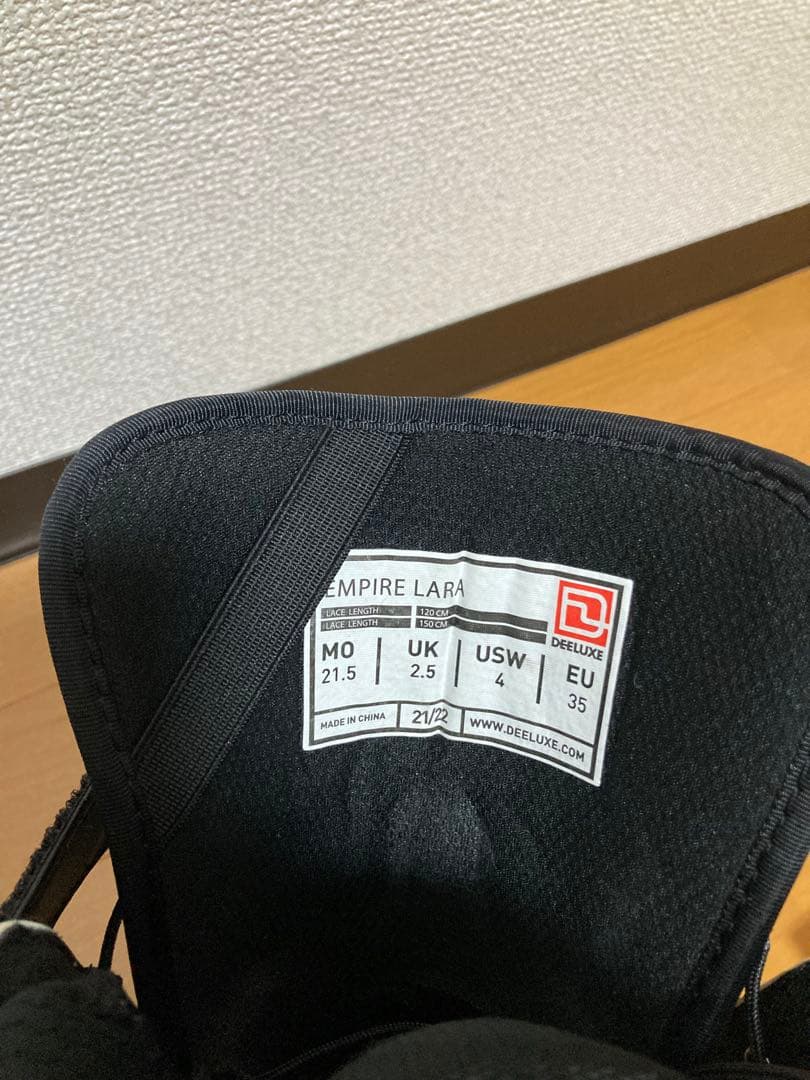 EMPIRE LARA
LACE LENGTH 120 CM
LACE LENGTH 150 CM
DEELUXE
MO UK USW EU
21.5 2.5 4 35
MADE IN CHINA 21/22 WWW.DEELUXE.COM